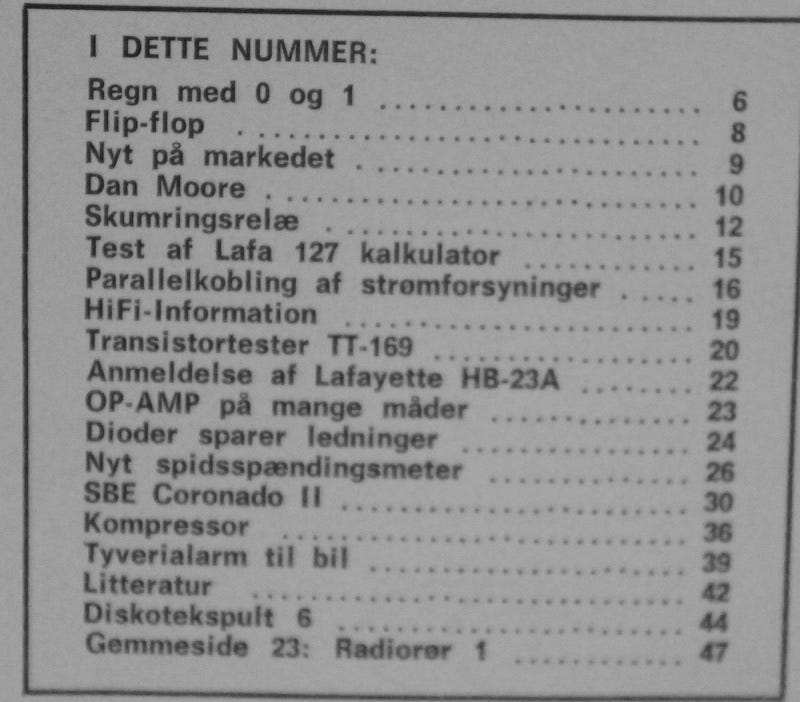 I DETTE NUMMER:
Regn med 0 og 1 ..................... 6
Flip-flop .............................. 8
Nyt på markedet ...................... 9
Dan Moore ............................ 10
Skumringsrelæ ........................ 12
Test af Lafa 127 kalkulator ........... 15
Parallelkobling af strømforsyninger ..... 16
HiFi-Information ....................... 19
Transistortester TT-169 ................. 20
Anmeldelse af Lafayette HB-23A ....... 22
OP-AMP på mange måder ............. 23
Dioder sparer ledninger ............... 24
Nyt spidsspændingsmeter ............. 26
SBE Coronado II ....................... 30
Kompressor ........................... 36
Tyverialarm til bil ..................... 39
Litteratur ............................. 42
Diskotekspult 6 ....................... 44
Gemmeside 23: Radiorør 1 ........... 47